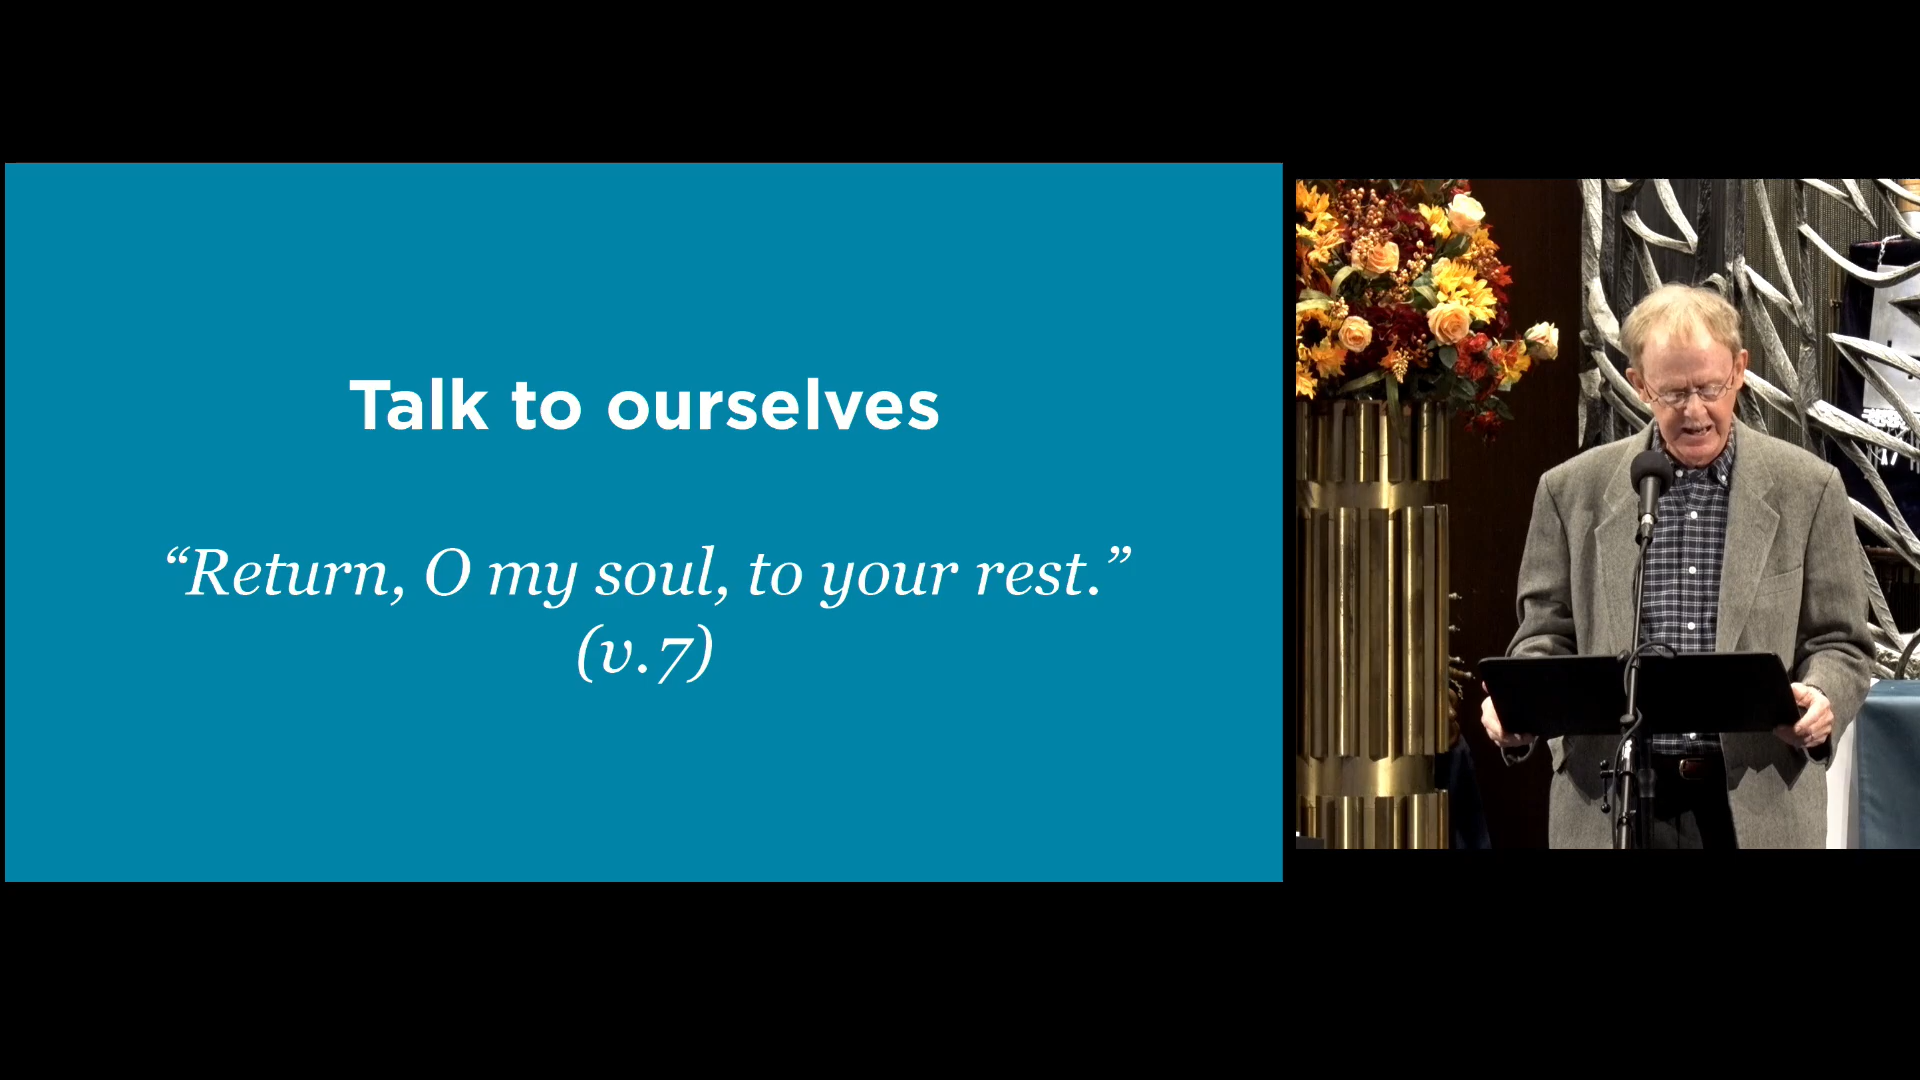 Talk to ourselves
“Return, O my soul, to your rest.”
(v.7)